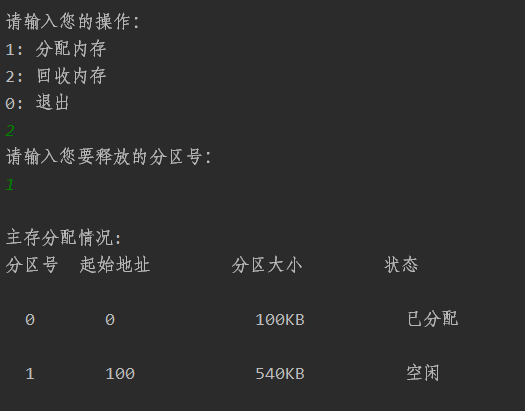 请输入您的操作:
1: 分配内存
2: 回收内存
0: 退出
2
请输入您要释放的分区号:
1
主存分配情况:
分区号 起始地址 分区大小 状态
0 0 100KB 已分配
1 100 540KB 空闲